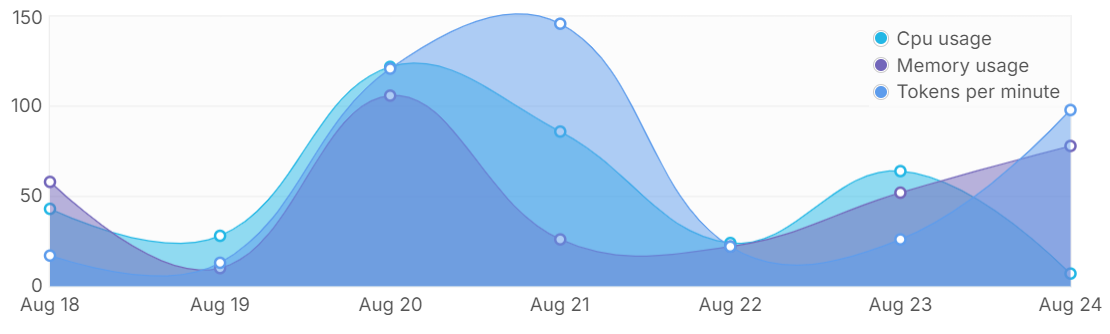 150
100
50
0
Cpu usage
Memory usage
Tokens per minute
Aug 18 Aug 19 Aug 20 Aug 21 Aug 22 Aug 23 Aug 24